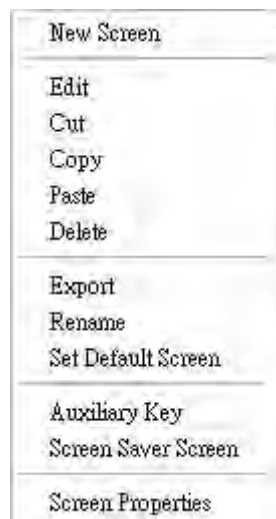 New Screen
Edit
Cut
Copy
Paste
Delete
Export
Rename
Set Default Screen
Auxiliary Key
Screen Saver Screen
Screen Properties